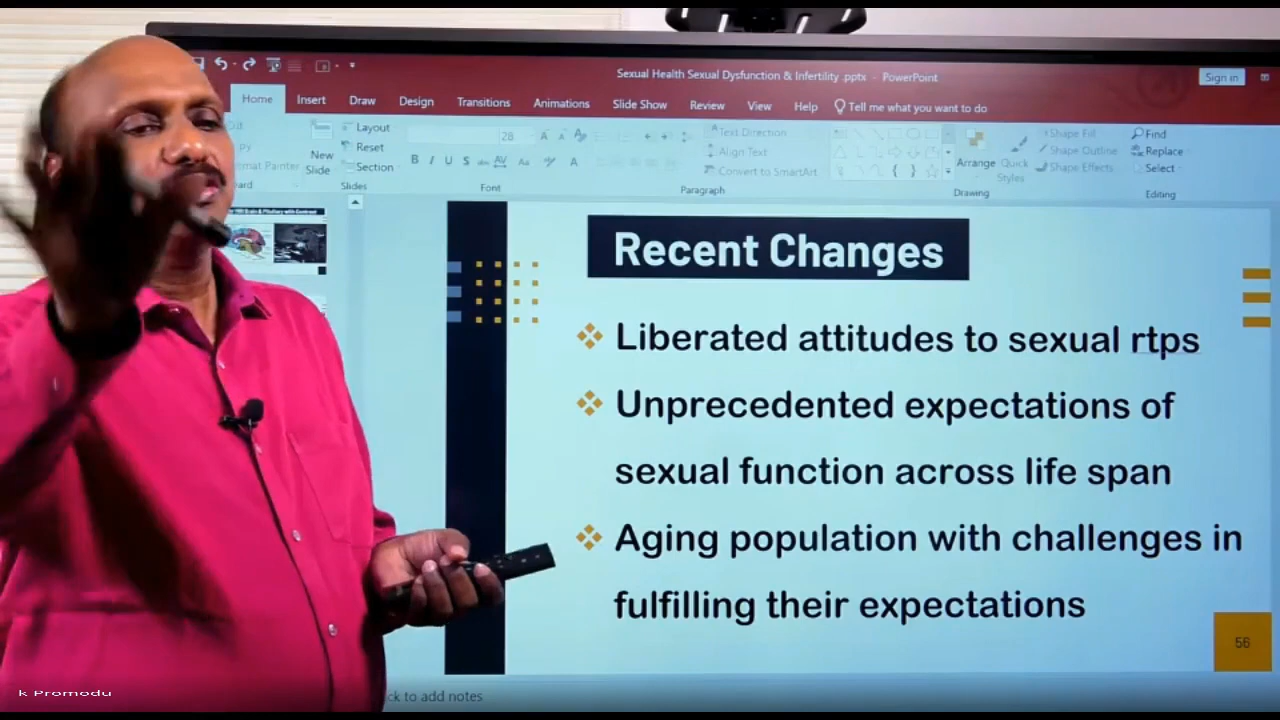 Sexual Health Sexual Dysfunction & Infertility .pptx - PowerPoint
Sign in
Home Insert Draw Design Transitions Animations Slide Show Review View Help Tell me what you want to do
New Slide
Layout
Reset
Section
Slides
28
B I U S abc AV Aa A
Font
Text Direction
Align Text
Convert to SmartArt
Paragraph
Arrange
Quick Styles
Shape Fill
Shape Outline
Shape Effects
Drawing
Find
Replace
Select
Editing
Recent Changes
Liberated attitudes to sexual rtps
Unprecedented expectations of
sexual function across life span
Aging population with challenges in
fulfilling their expectations
56
to add notes
k Promodu